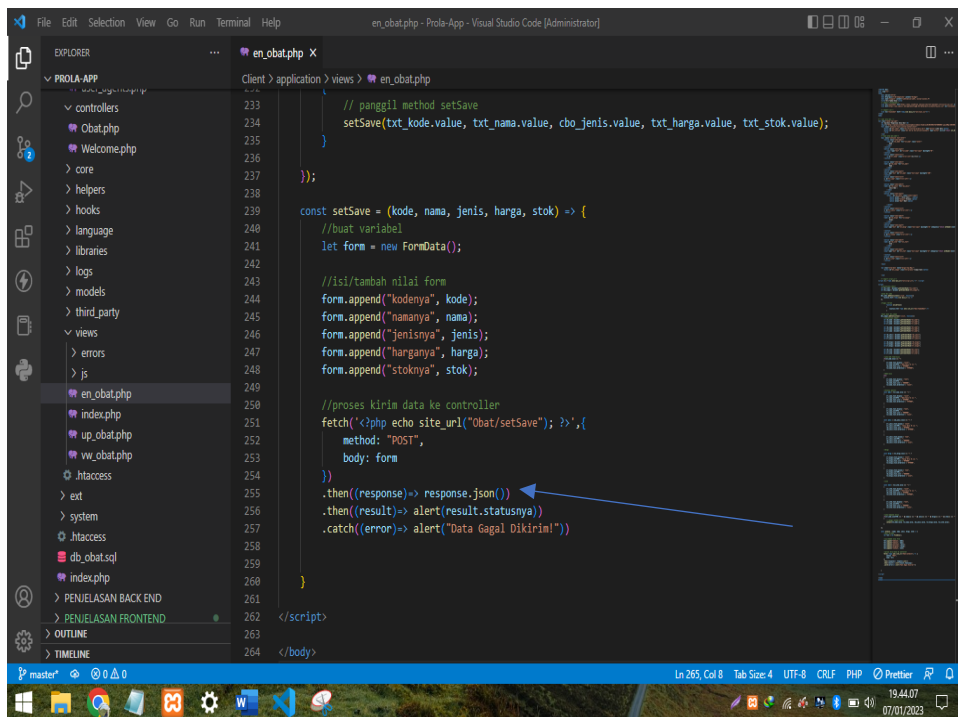 File Edit Selection View Go Run Terminal Help en_obat.php - Prola-App - Visual Studio Code [Administrator]
EXPLORER
PROLA-APP
user_agents.php
controllers
Obat.php
Welcome.php
core
helpers
hooks
language
libraries
logs
models
third_party
views
errors
js
en_obat.php
index.php
up_obat.php
vw_obat.php
.htaccess
ext
system
.htaccess
db_obat.sql
index.php
PENJELASAN BACK END
PENJELASAN FRONTEND
OUTLINE
TIMELINE
2
en_obat.php
Client > application > views > en_obat.php
232 {
233 // panggil method setSave
234 setSave(txt_kode.value, txt_nama.value, cbo_jenis.value, txt_harga.value, txt_stok.value);
235 }
236
237 });
238
239 const setSave = (kode, nama, jenis, harga, stok) => {
240 //buat variabel
241 let form = new FormData();
242
243 //isi/tambah nilai form
244 form.append("kodenya", kode);
245 form.append("namanya", nama);
246 form.append("jenisnya", jenis);
247 form.append("harganya", harga);
248 form.append("stoknya", stok);
249
250 //proses kirim data ke controller
251 fetch('<?php echo site_url("Obat/setSave"); ?>',{
252 method: "POST",
253 body: form
254 })
255 .then((response)=> response.json())
256 .then((result)=> alert(result.statusnya))
257 .catch((error)=> alert("Data Gagal Dikirim!"))
258
259
260 }
261
262 </script>
263
264 </body>
master* 0 0 Ln 265, Col 8 Tab Size: 4 UTF-8 CRLF PHP Prettier
19.44.07
07/01/2023